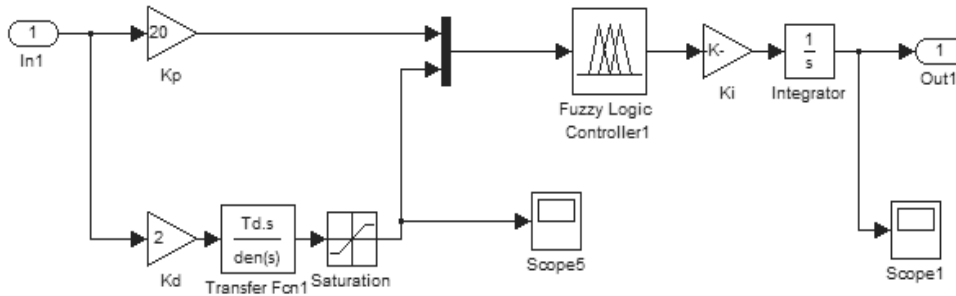 1
In1
20
Kp
Fuzzy Logic
Controller1
K-
Ki
1
s
Integrator
1
Out1
2
Kd
Td.s
den(s)
Transfer Fcn1
Saturation
Scope5
Scope1